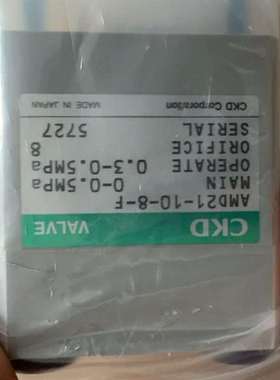 CKD VALVE
AMD21-10-8-F
MAIN 0-0.5MPa
OPERATE 0.3-0.5MPa
ORIFICE 8
SERIAL 5727
CKD Corporation MADE IN JAPAN